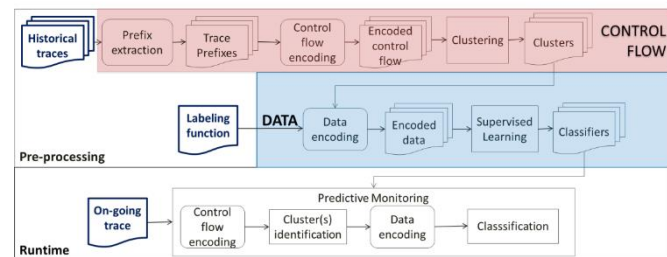 Historical
traces
Prefix
extraction
Trace
Prefixes
Control
flow
encoding
Encoded
control
flow
Clustering
Clusters
CONTROL
FLOW
Labeling
function
DATA
Data
encoding
Encoded
data
Supervised
Learning
Classifiers
Pre-processing
Predictive Monitoring
On-going
trace
Control
flow
encoding
Cluster(s)
identification
Data
encoding
Classsification
Runtime